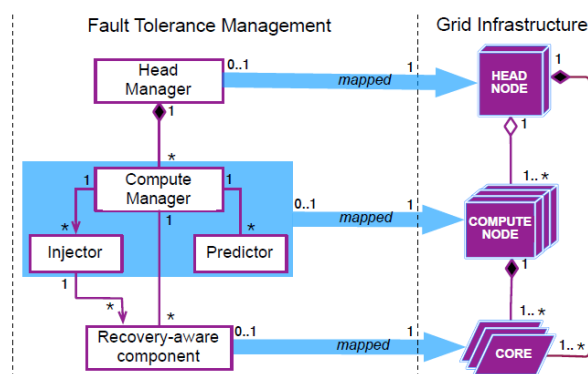 Fault Tolerance Management
Grid Infrastructure
Head
Manager
0..1
mapped
1
HEAD
NODE
1
1
1
*
1..*
1
Compute
Manager
1
0..1
mapped
1
COMPUTE
NODE
*
1
*
Injector
Predictor
1
1
*
*
1..*
Recovery-aware
component
0..1
mapped
1
CORE
1..*